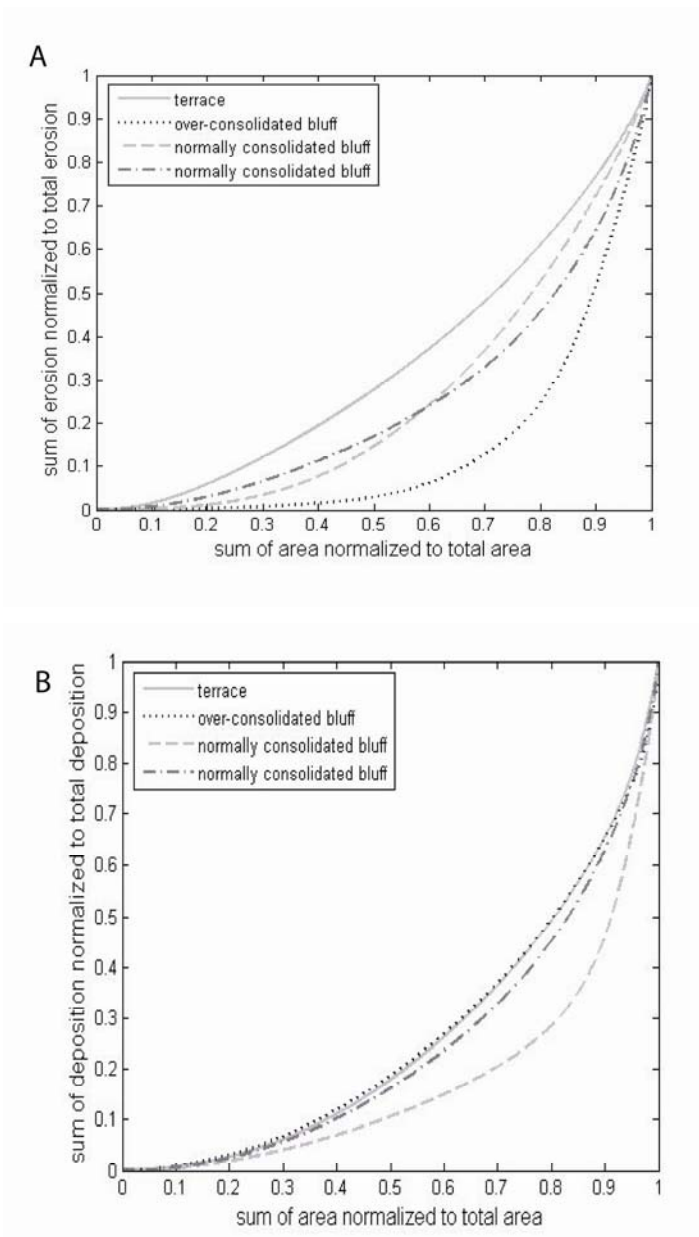 A
1
0.9
0.8
0.7
0.6
0.5
0.4
0.3
0.2
0.1
0
sum of erosion normalized to total erosion
terrace
over-consolidated bluff
normally consolidated bluff
normally consolidated bluff
0 0.1 0.2 0.3 0.4 0.5 0.6 0.7 0.8 0.9 1
sum of area normalized to total area
B
1
0.9
0.8
0.7
0.6
0.5
0.4
0.3
0.2
0.1
0
sum of deposition normalized to total deposition
terrace
over-consolidated bluff
normally consolidated bluff
normally consolidated bluff
0 0.1 0.2 0.3 0.4 0.5 0.6 0.7 0.8 0.9 1
sum of area normalized to total area